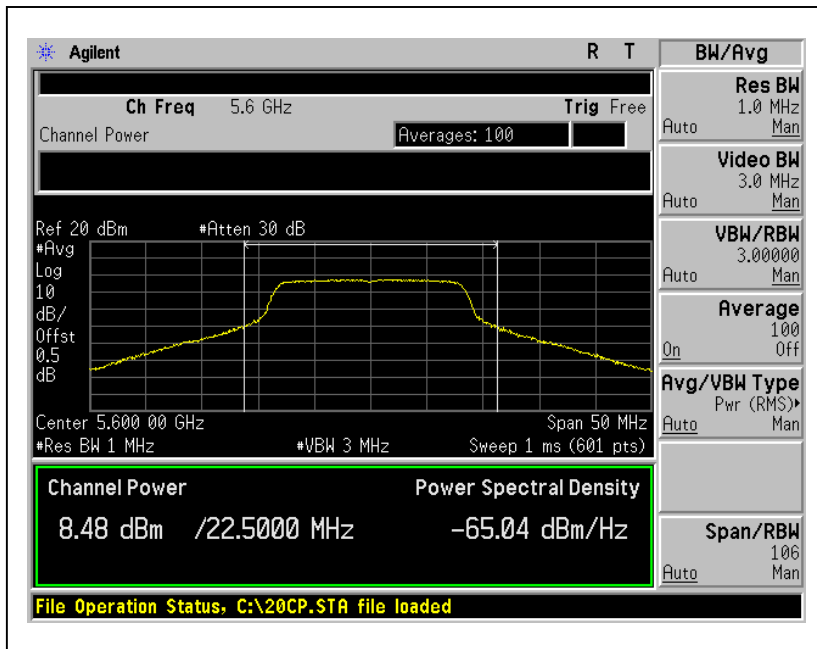 Agilent R T
Ch Freq 5.6 GHz Trig Free
Channel Power Averages: 100
Ref 20 dBm #Atten 30 dB
#Avg
Log
10
dB/
Offst
0.5
dB
Center 5.600 00 GHz Span 50 MHz
#Res BW 1 MHz #VBW 3 MHz Sweep 1 ms (601 pts)
Channel Power Power Spectral Density
8.48 dBm /22.5000 MHz -65.04 dBm/Hz
File Operation Status, C:\20CP.STA file loaded
BW/Avg
Res BW
1.0 MHz
Auto Man
Video BW
3.0 MHz
Auto Man
VBW/RBW
3.00000
Auto Man
Average
100
On Off
Avg/VBW Type
Pwr (RMS)▸
Auto Man
Span/RBW
106
Auto Man